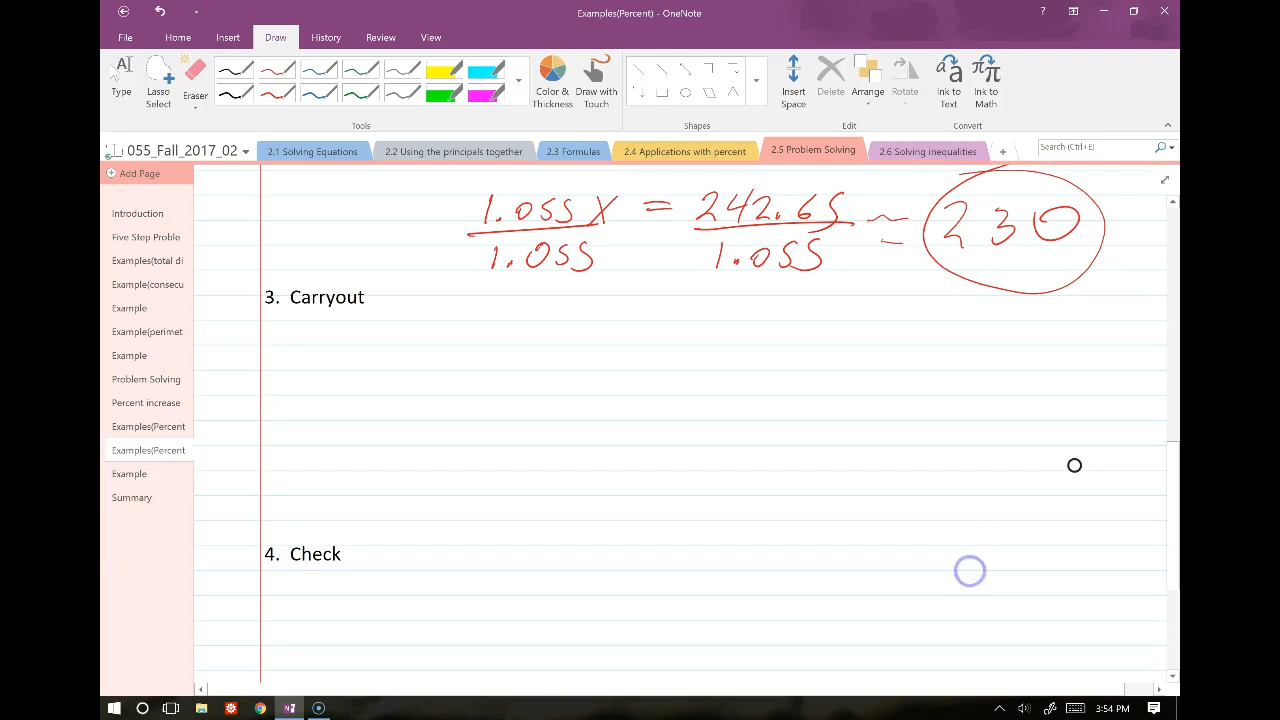 Examples(Percent) - OneNote
?
File Home Insert Draw History Review View
Type Lasso Select Eraser Color & Thickness Draw with Touch Insert Space Delete Arrange Rotate Ink to Text Ink to Math
Tools Shapes Edit Convert
055_Fall_2017_02 2.1 Solving Equations 2.2 Using the principals together 2.3 Formulas 2.4 Applications with percent 2.5 Problem Solving 2.6 Solving inequalities + Search (Ctrl+E)
Add Page
Introduction
Five Step Proble
Examples(total di
Example(consecu
Example
Example(perimet
Example
Problem Solving
Percent increase
Examples(Percent
Examples(Percent
Example
Summary
1.055 X = 242.65 ≈ 230
1.055 1.055
3. Carryout
4. Check
3:54 PM